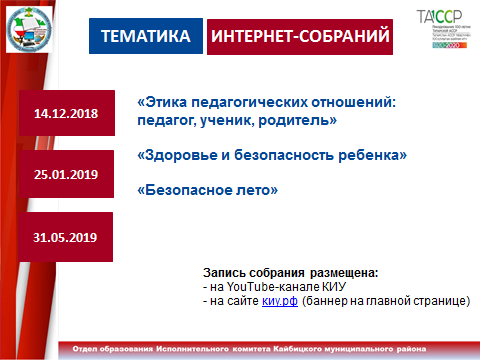 ТЕМАТИКА ИНТЕРНЕТ-СОБРАНИЙ
ТАССР
1920-2020
14.12.2018
«Этика педагогических отношений:
педагог, ученик, родитель»
25.01.2019
«Здоровье и безопасность ребенка»
31.05.2019
«Безопасное лето»
Запись собрания размещена:
- на YouTube-канале КИУ
- на сайте киу.рф (баннер на главной странице)
Отдел образования Исполнительного комитета Кайбицкого муниципального района